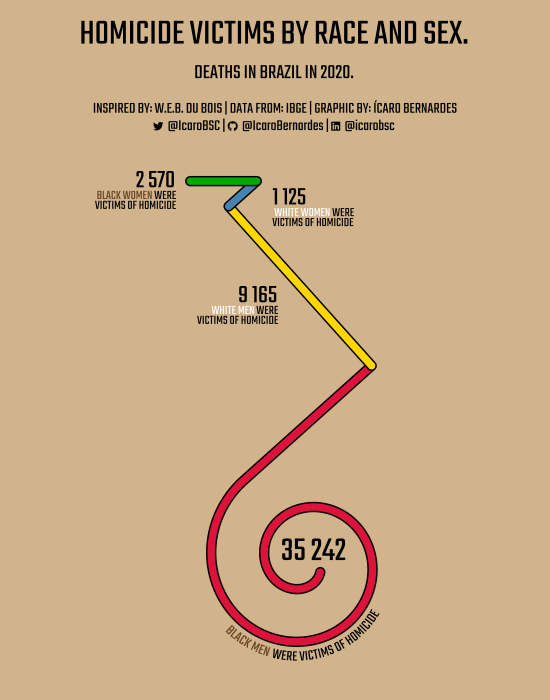 HOMICIDE VICTIMS BY RACE AND SEX.
DEATHS IN BRAZIL IN 2020.
INSPIRED BY: W.E.B. DU BOIS | DATA FROM: IBGE | GRAPHIC BY: ÍCARO BERNARDES
@IcaroBSC | @IcaroBernardes | @icarobsc
2 570
BLACK WOMEN WERE
VICTIMS OF HOMICIDE
1 125
WHITE WOMEN WERE
VICTIMS OF HOMICIDE
9 165
WHITE MEN WERE
VICTIMS OF HOMICIDE
35 242
BLACK MEN WERE VICTIMS OF HOMICIDE